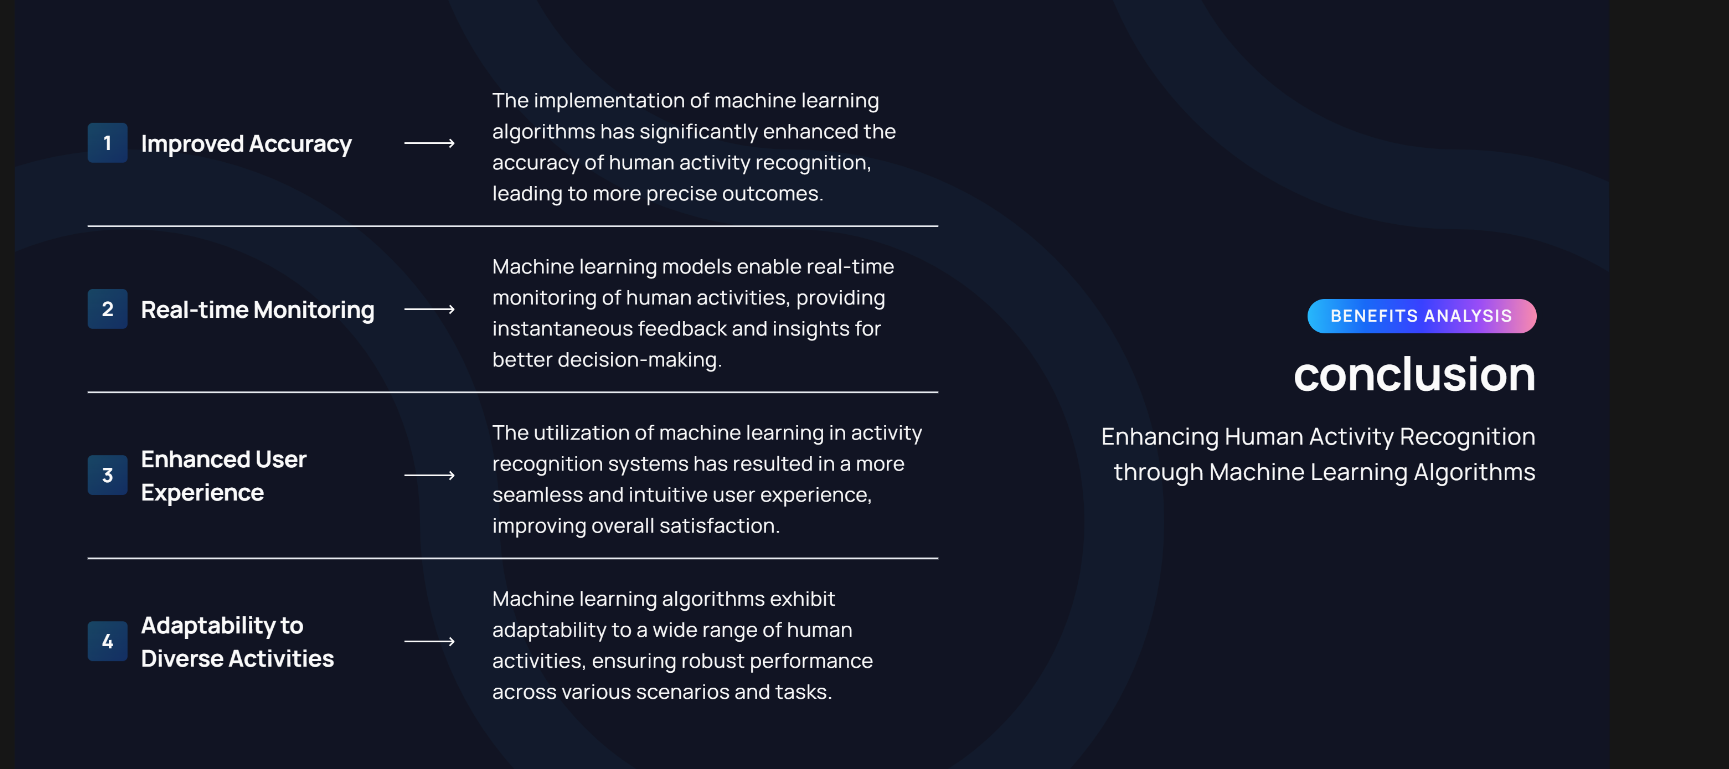 1
Improved Accuracy
The implementation of machine learning
algorithms has significantly enhanced the
accuracy of human activity recognition,
leading to more precise outcomes.
2
Real-time Monitoring
Machine learning models enable real-time
monitoring of human activities, providing
instantaneous feedback and insights for
better decision-making.
3
Enhanced User
Experience
The utilization of machine learning in activity
recognition systems has resulted in a more
seamless and intuitive user experience,
improving overall satisfaction.
4
Adaptability to
Diverse Activities
Machine learning algorithms exhibit
adaptability to a wide range of human
activities, ensuring robust performance
across various scenarios and tasks.
BENEFITS ANALYSIS
conclusion
Enhancing Human Activity Recognition
through Machine Learning Algorithms